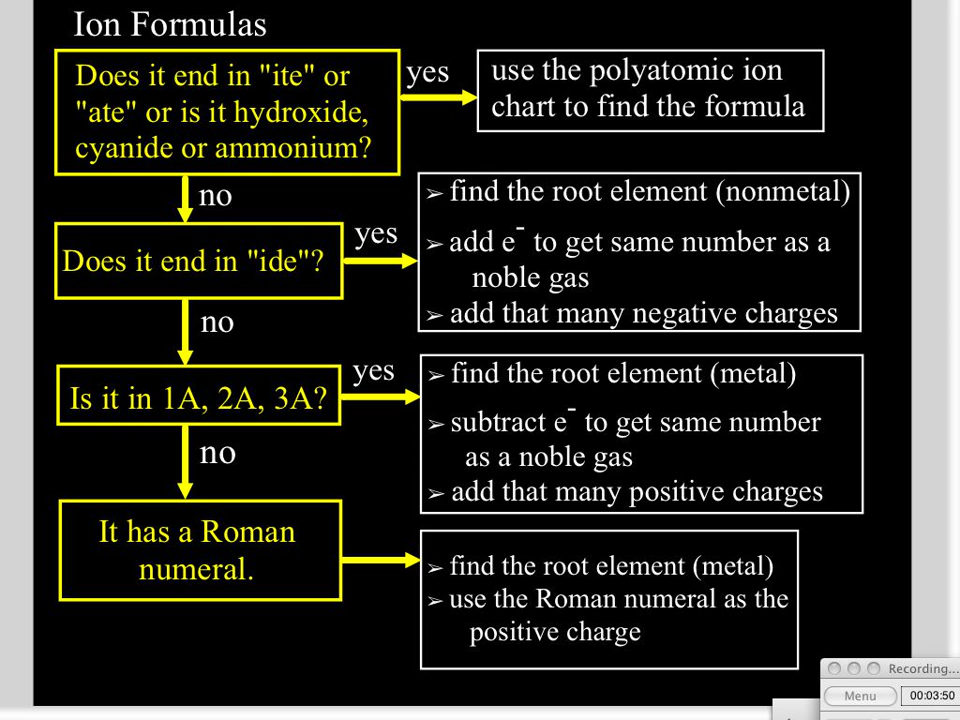 Ion Formulas
Does it end in "ite" or
"ate" or is it hydroxide,
cyanide or ammonium?
yes
use the polyatomic ion
chart to find the formula
no
Does it end in "ide"?
yes
➢ find the root element (nonmetal)
➢ add e⁻ to get same number as a
noble gas
➢ add that many negative charges
no
Is it in 1A, 2A, 3A?
yes
➢ find the root element (metal)
➢ subtract e⁻ to get same number
as a noble gas
➢ add that many positive charges
no
It has a Roman
numeral.
➢ find the root element (metal)
➢ use the Roman numeral as the
positive charge
Recording...
Menu
00:03:50